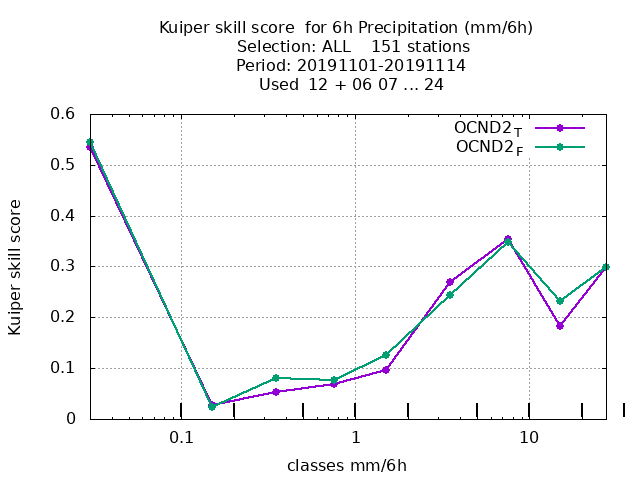 Kuiper skill score  for 6h Precipitation (mm/6h)
Selection: ALL    151 stations
Period: 20191101-20191114
Used  12 + 06 07 ... 24
OCND2_T
OCND2_F
Kuiper skill score
0.6
0.5
0.4
0.3
0.2
0.1
0
0.1 1 10
classes mm/6h